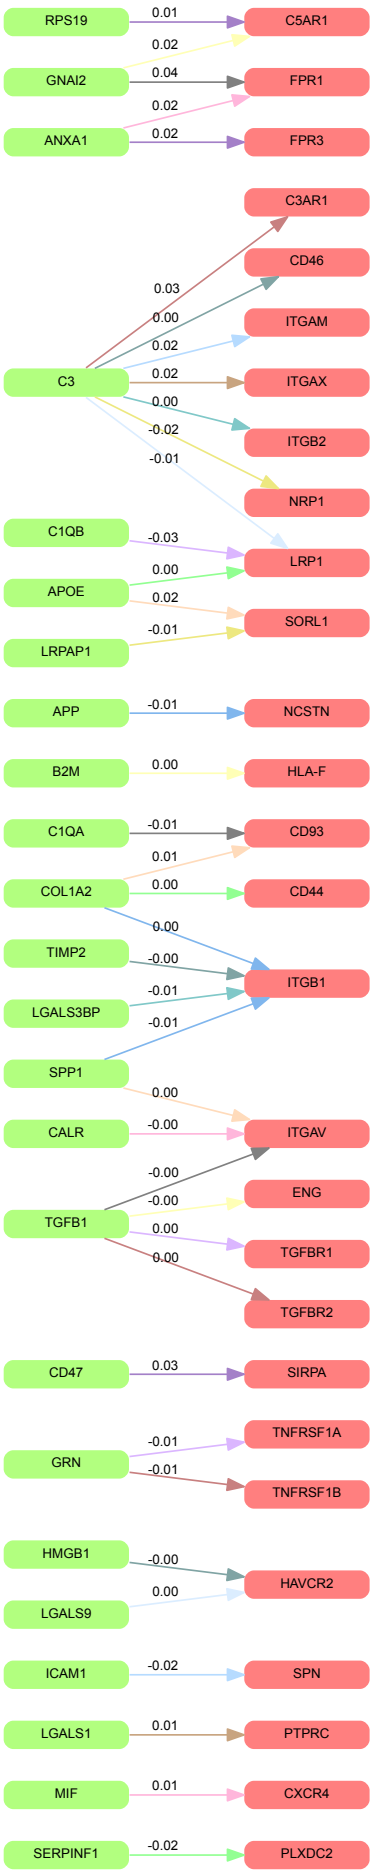 RPS19 0.01 C5AR1
0.02
GNAI2 0.04 FPR1
0.02
ANXA1 0.02 FPR3
C3AR1
CD46
0.03
0.00 ITGAM
0.02
C3 0.02 ITGAX
0.00
-0.02 ITGB2
-0.01
NRP1
C1QB -0.03
LRP1
APOE 0.00
0.02 SORL1
LRPAP1 -0.01
APP -0.01 NCSTN
B2M 0.00 HLA-F
C1QA -0.01 CD93
0.01
COL1A2 0.00 CD44
0.00
TIMP2 -0.00
ITGB1
-0.01
LGALS3BP
-0.01
SPP1
0.00
CALR -0.00 ITGAV
-0.00
ENG
-0.00
TGFB1 0.00
TGFBR1
0.00
TGFBR2
CD47 0.03 SIRPA
TNFRSF1A
-0.01
GRN -0.01
TNFRSF1B
HMGB1 -0.00
HAVCR2
0.00
LGALS9
ICAM1 -0.02 SPN
LGALS1 0.01 PTPRC
MIF 0.01 CXCR4
SERPINF1 -0.02 PLXDC2